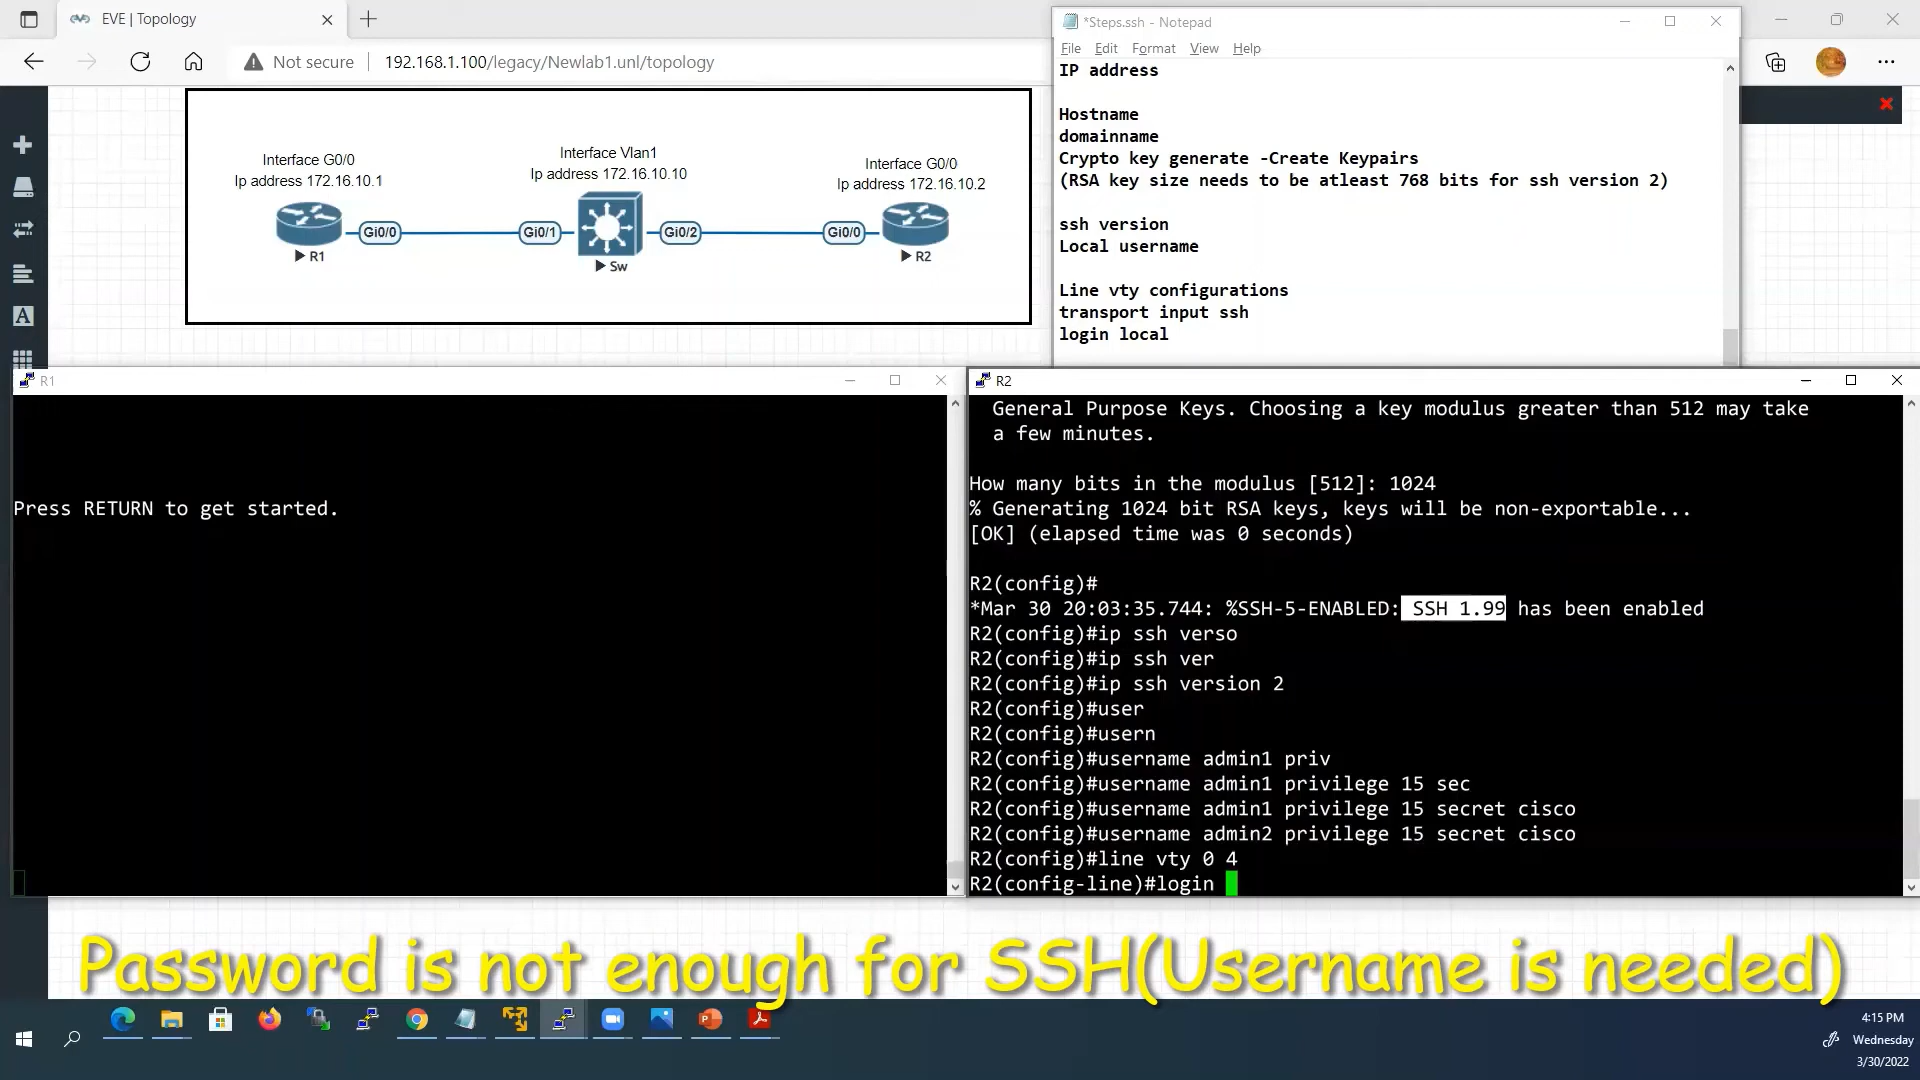 EVE | Topology
Not secure
192.168.1.100/legacy/Newlab1.unl/topology
*Steps.ssh - Notepad
File Edit Format View Help
IP address
Hostname
domainname
Crypto key generate -Create Keypairs
(RSA key size needs to be atleast 768 bits for ssh version 2)
ssh version
Local username
Line vty configurations
transport input ssh
login local
Interface G0/0
Ip address 172.16.10.1
Interface Vlan1
Ip address 172.16.10.10
Interface G0/0
Ip address 172.16.10.2
Gi0/0
Gi0/1
Gi0/2
Gi0/0
R1
Sw
R2
R1
Press RETURN to get started.
R2
General Purpose Keys. Choosing a key modulus greater than 512 may take
a few minutes.
How many bits in the modulus [512]: 1024
% Generating 1024 bit RSA keys, keys will be non-exportable...
[OK] (elapsed time was 0 seconds)
R2(config)#
*Mar 30 20:03:35.744: %SSH-5-ENABLED: SSH 1.99 has been enabled
R2(config)#ip ssh verso
R2(config)#ip ssh ver
R2(config)#ip ssh version 2
R2(config)#user
R2(config)#usern
R2(config)#username admin1 priv
R2(config)#username admin1 privilege 15 sec
R2(config)#username admin1 privilege 15 secret cisco
R2(config)#username admin2 privilege 15 secret cisco
R2(config)#line vty 0 4
R2(config-line)#login
Password is not enough for SSH(Username is needed)
4:15 PM
Wednesday
3/30/2022